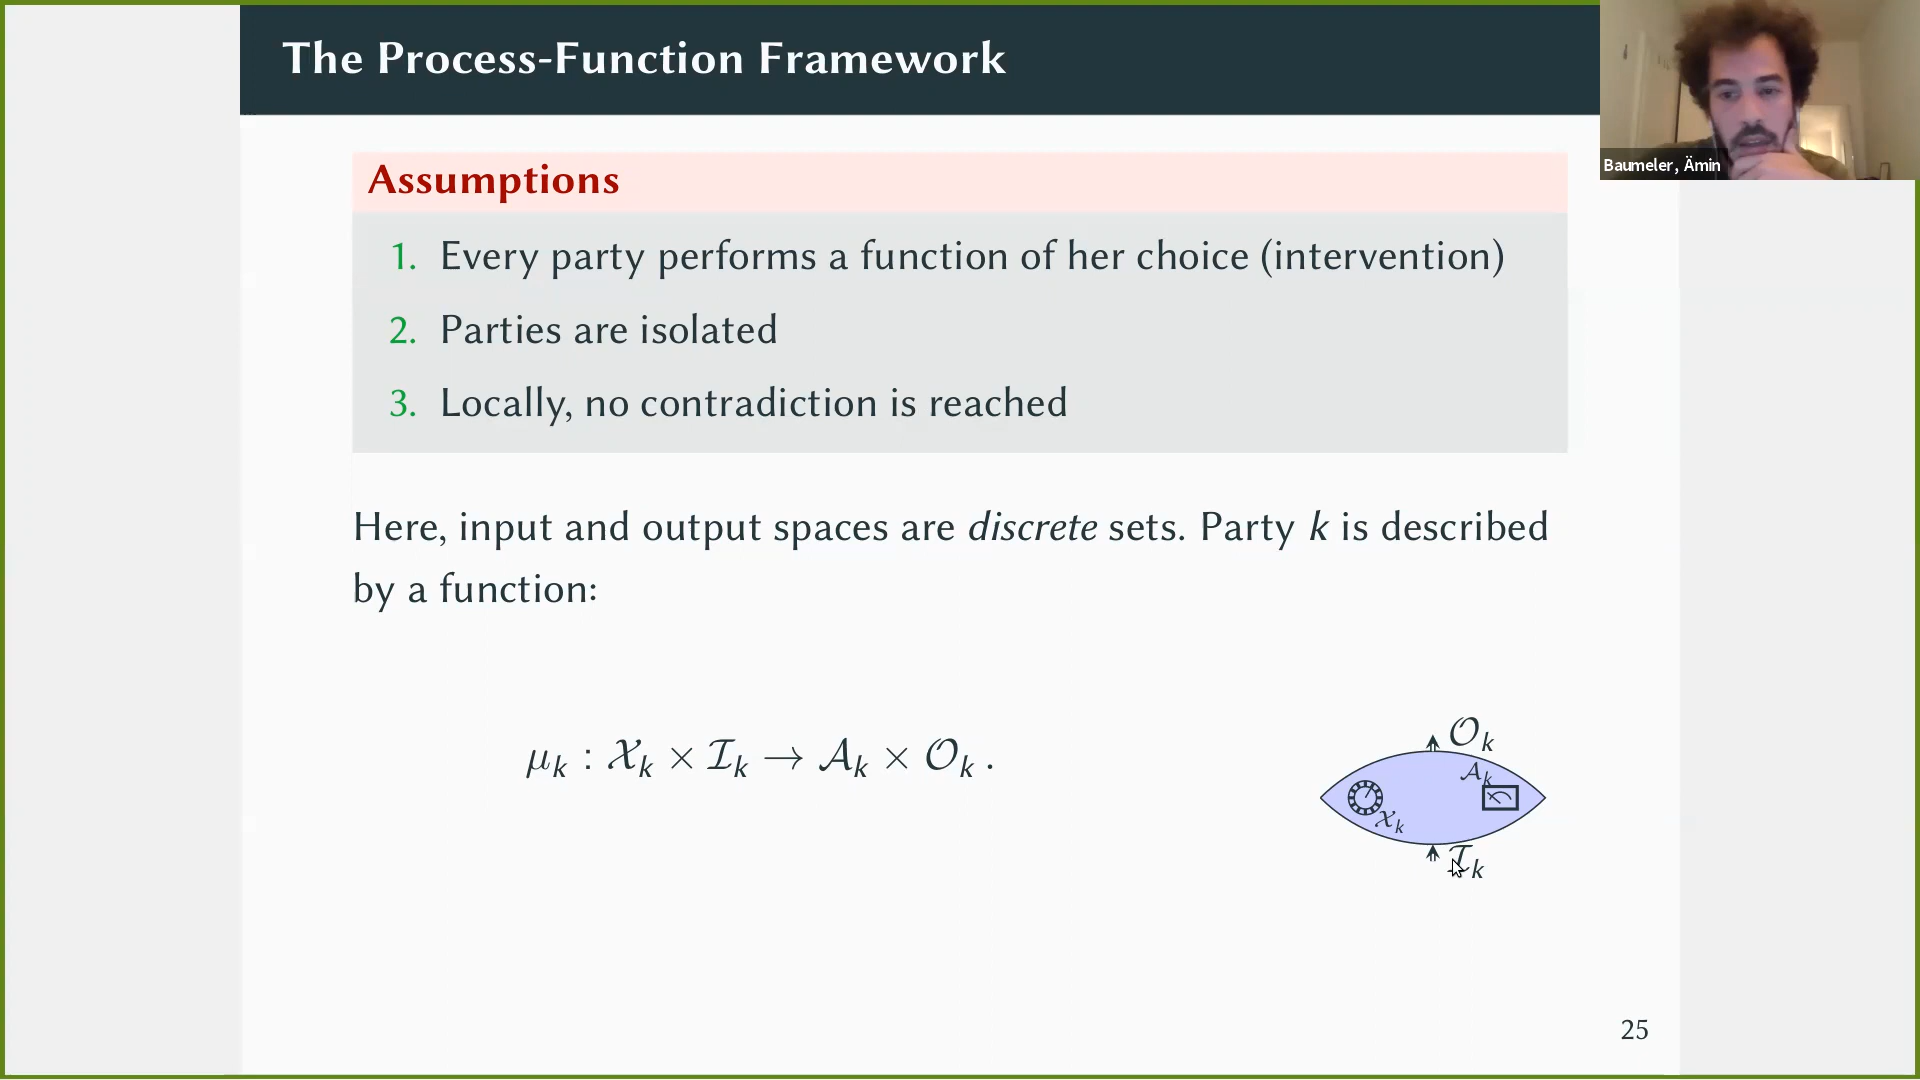 The Process-Function Framework
Baumeler, Ämin
Assumptions
1. Every party performs a function of her choice (intervention)
2. Parties are isolated
3. Locally, no contradiction is reached
Here, input and output spaces are discrete sets. Party k is described
by a function:
μₖ : 𝒳ₖ × ℐₖ → 𝒜ₖ × 𝒪ₖ .
𝒪ₖ
𝒜ₖ
𝒳ₖ
ℐₖ
25